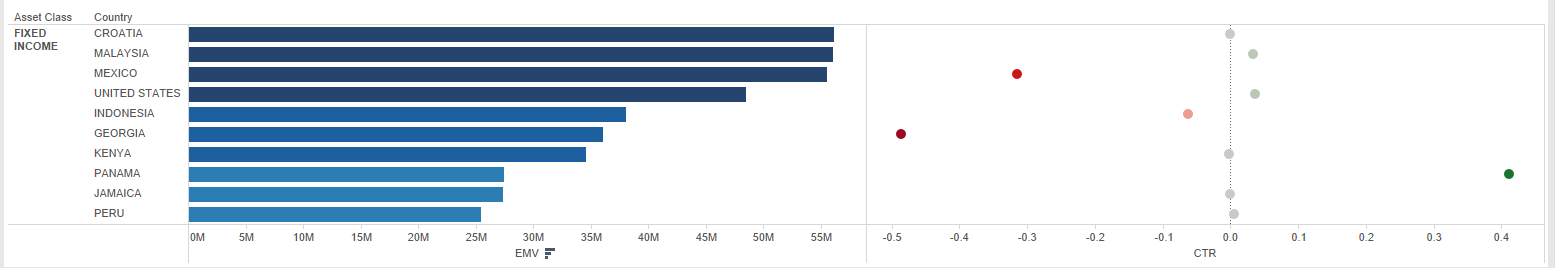 Asset Class Country
FIXED INCOME CROATIA
MALAYSIA
MEXICO
UNITED STATES
INDONESIA
GEORGIA
KENYA
PANAMA
JAMAICA
PERU
0M 5M 10M 15M 20M 25M 30M 35M 40M 45M 50M 55M -0.5 -0.4 -0.3 -0.2 -0.1 0.0 0.1 0.2 0.3 0.4
EMV CTR